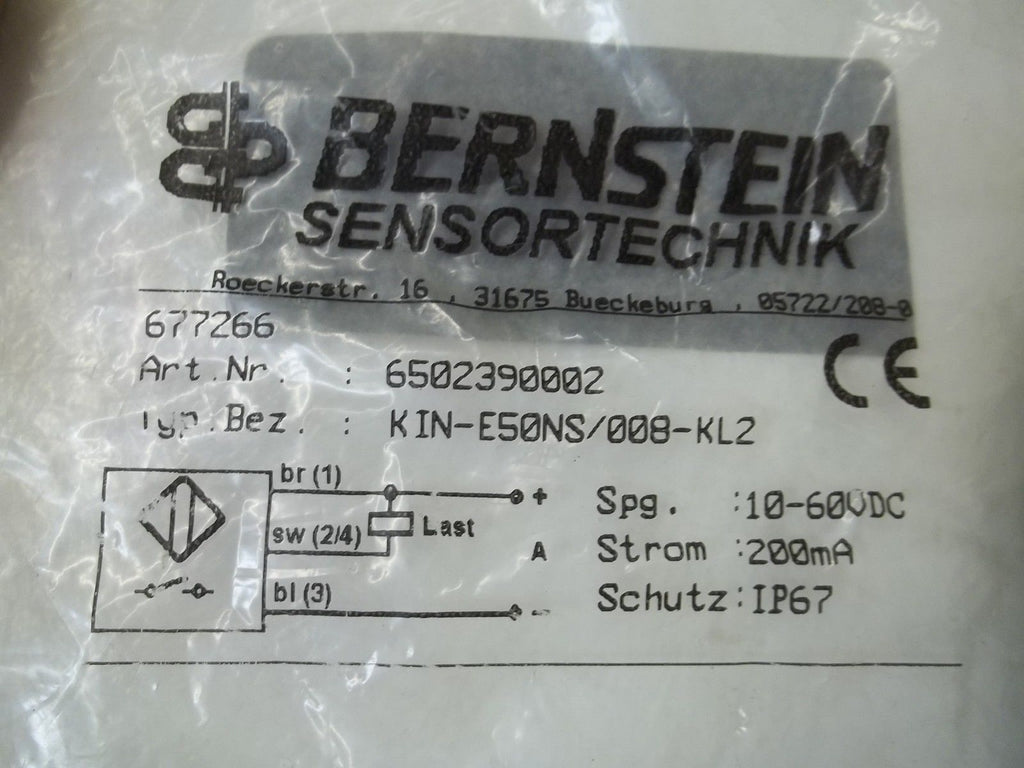 BERNSTEIN
SENSORTECHNIK
Roeckerstr. 16 , 31675 Bueckeburg , 05722/208-0
677266
CE
Art.Nr. : 6502390002
Typ.Bez. : KIN-E50NS/008-KL2
br (1)
+
sw (2/4)
Last
A
bl (3)
-
Spg. :10-60VDC
Strom :200mA
Schutz:IP67